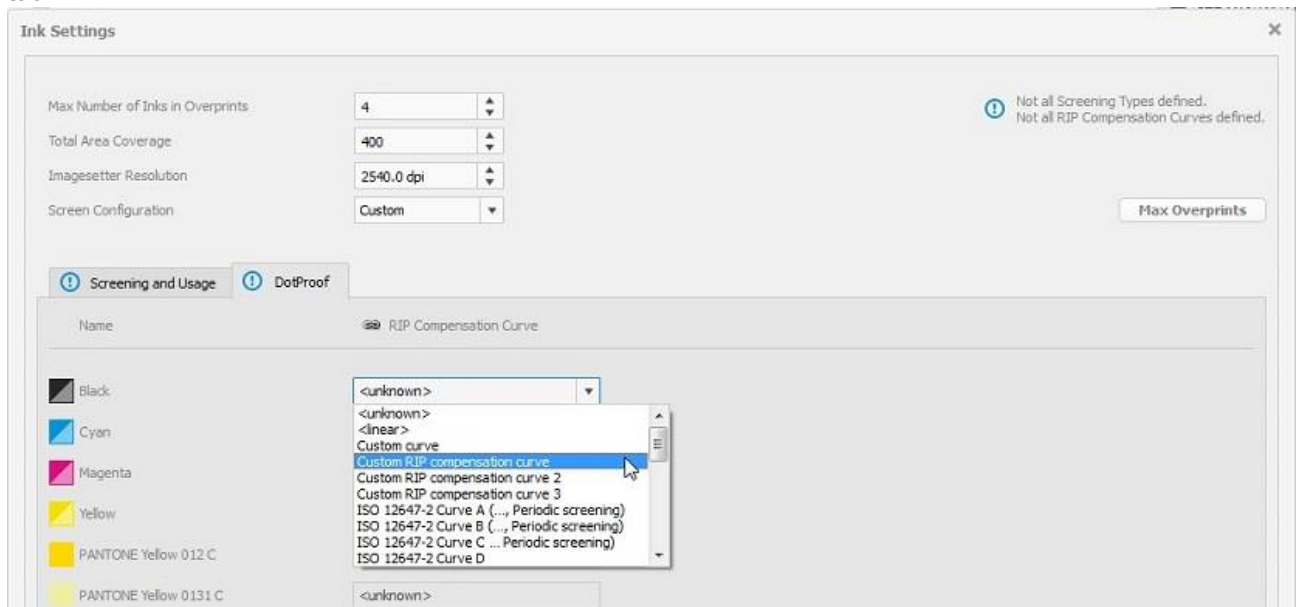 Ink Settings
Max Number of Inks in Overprints 4
Not all Screening Types defined.
Not all RIP Compensation Curves defined.
Total Area Coverage 400
Imagesetter Resolution 2540.0 dpi
Screen Configuration Custom
Max Overprints
Screening and Usage DotProof
Name RIP Compensation Curve
Black <unknown>
<unknown>
<linear>
Cyan
Custom curve
Custom RIP compensation curve
Magenta
Custom RIP compensation curve 2
Custom RIP compensation curve 3
Yellow
ISO 12647-2 Curve A (..., Periodic screening)
ISO 12647-2 Curve B (..., Periodic screening)
ISO 12647-2 Curve C ... Periodic screening)
PANTONE Yellow 012 C
ISO 12647-2 Curve D
PANTONE Yellow 0131 C <unknown>